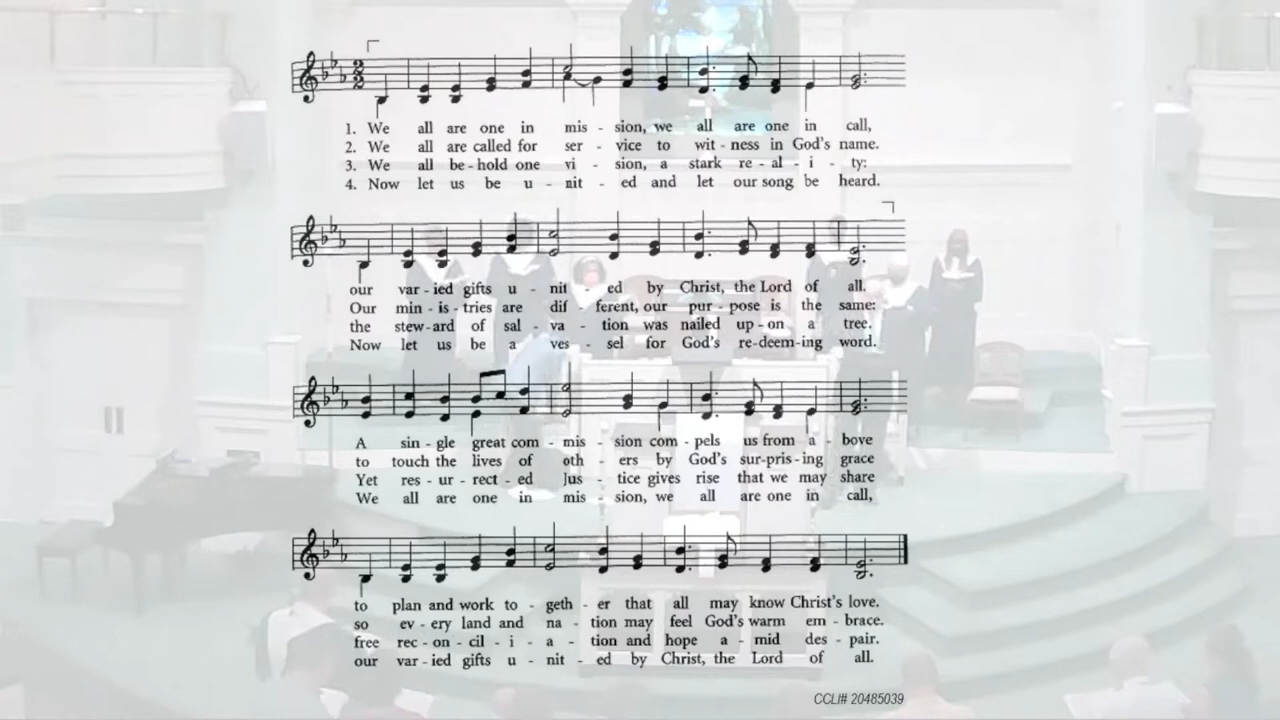 1. We all are one in mis - sion, we all are one in call,
2. We all are called for ser - vice to wit - ness in God's name.
3. We all be - hold one vi - sion, a stark re - al - i - ty:
4. Now let us be u - nit - ed and let our song be heard.
our var - ied gifts u - nit - ed by Christ, the Lord of all.
Our min - is - tries are dif - ferent, our pur - pose is the same:
the stew - ard of sal - va - tion was nailed up - on a tree.
Now let us be a ves - sel for God's re-deem-ing word.
A sin - gle great com - mis - sion com - pels us from a - bove
to touch the lives of oth - ers by God's sur-pris-ing grace
Yet res - ur - rect - ed Jus - tice gives rise that we may share
We all are one in mis - sion, we all are one in call,
to plan and work to - geth - er that all may know Christ's love.
so ev - ery land and na - tion may feel God's warm em - brace.
free rec - on - cil - i - a - tion and hope a - mid des - pair.
our var - ied gifts u - nit - ed by Christ, the Lord of all.
CCLI# 20485039